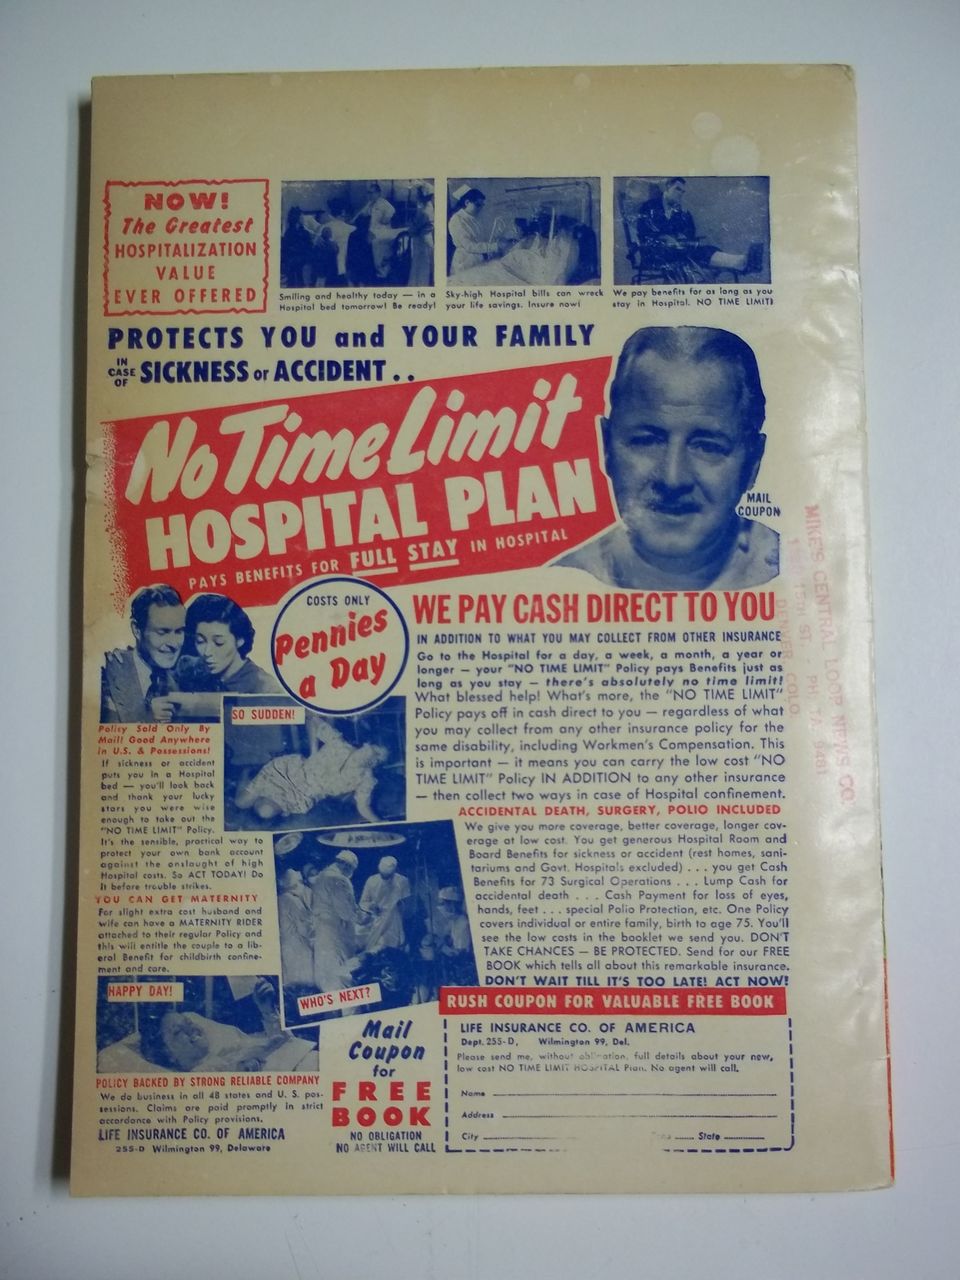 NOW!
The Greatest
HOSPITALIZATION
VALUE
EVER OFFERED
Smiling and healthy today — in a
Hospital bed tomorrow! Be ready!
Sky-high Hospital bills can wreck
your life savings. Insure now!
We pay benefits for as long as you
stay in Hospital. NO TIME LIMIT!
PROTECTS YOU and YOUR FAMILY
IN CASE OF SICKNESS or ACCIDENT . .
No Time Limit
HOSPITAL PLAN
PAYS BENEFITS FOR FULL STAY IN HOSPITAL
MAIL
COUPON
COSTS ONLY
Pennies
a Day
WE PAY CASH DIRECT TO YOU
IN ADDITION TO WHAT YOU MAY COLLECT FROM OTHER INSURANCE
Go to the Hospital for a day, a week, a month, a year or
longer — your "NO TIME LIMIT" Policy pays Benefits just as
long as you stay — there's absolutely no time limit!
What blessed help! What's more, the "NO TIME LIMIT"
Policy pays off in cash direct to you — regardless of what
you may collect from any other insurance policy for the
same disability, including Workmen's Compensation. This
is important — it means you can carry the low cost "NO
TIME LIMIT" Policy IN ADDITION to any other insurance
— then collect two ways in case of Hospital confinement.
ACCIDENTAL DEATH, SURGERY, POLIO INCLUDED
We give you more coverage, better coverage, longer cov-
erage at low cost. You get generous Hospital Room and
Board Benefits for sickness or accident (rest homes, sani-
tariums and Govt. Hospitals excluded) . . . you get Cash
Benefits for 73 Surgical Operations . . . Lump Cash for
accidental death . . . Cash Payment for loss of eyes,
hands, feet . . . special Polio Protection, etc. One Policy
covers individual or entire family, birth to age 75. You'll
see the low costs in the booklet we send you. DON'T
TAKE CHANCES — BE PROTECTED. Send for our FREE
BOOK which tells all about this remarkable insurance.
DON'T WAIT TILL IT'S TOO LATE! ACT NOW!
Policy Sold Only By
Mail! Good Anywhere
in U.S. & Possessions!
If sickness or accident
puts you in a Hospital
bed — you'll look back
and thank your lucky
stars you were wise
enough to take out the
"NO TIME LIMIT" Policy.
It's the sensible, practical way to
protect your own bank account
against the onslaught of high
Hospital costs. So ACT TODAY! Do
it before trouble strikes.
YOU CAN GET MATERNITY
For slight extra cost husband and
wife can have a MATERNITY RIDER
attached to their regular Policy and
this will entitle the couple to a lib-
eral Benefit for childbirth confine-
ment and care.
SO SUDDEN!
WHO'S NEXT?
HAPPY DAY!
POLICY BACKED BY STRONG RELIABLE COMPANY
We do business in all 48 states and U. S. pos-
sessions. Claims are paid promptly in strict
accordance with Policy provisions.
LIFE INSURANCE CO. OF AMERICA
255-D Wilmington 99, Delaware
Mail
Coupon
for
FREE
BOOK
NO OBLIGATION
NO AGENT WILL CALL
RUSH COUPON FOR VALUABLE FREE BOOK
LIFE INSURANCE CO. OF AMERICA
Dept. 255-D, Wilmington 99, Del.
Please send me, without obligation, full details about your new,
low cost NO TIME LIMIT HOSPITAL Plan. No agent will call.
Name
Address
City State
MIKE'S CENTRAL LOOP NEWS CO.
15TH ST. - PH. TA. 9481
DENVER, COLO.